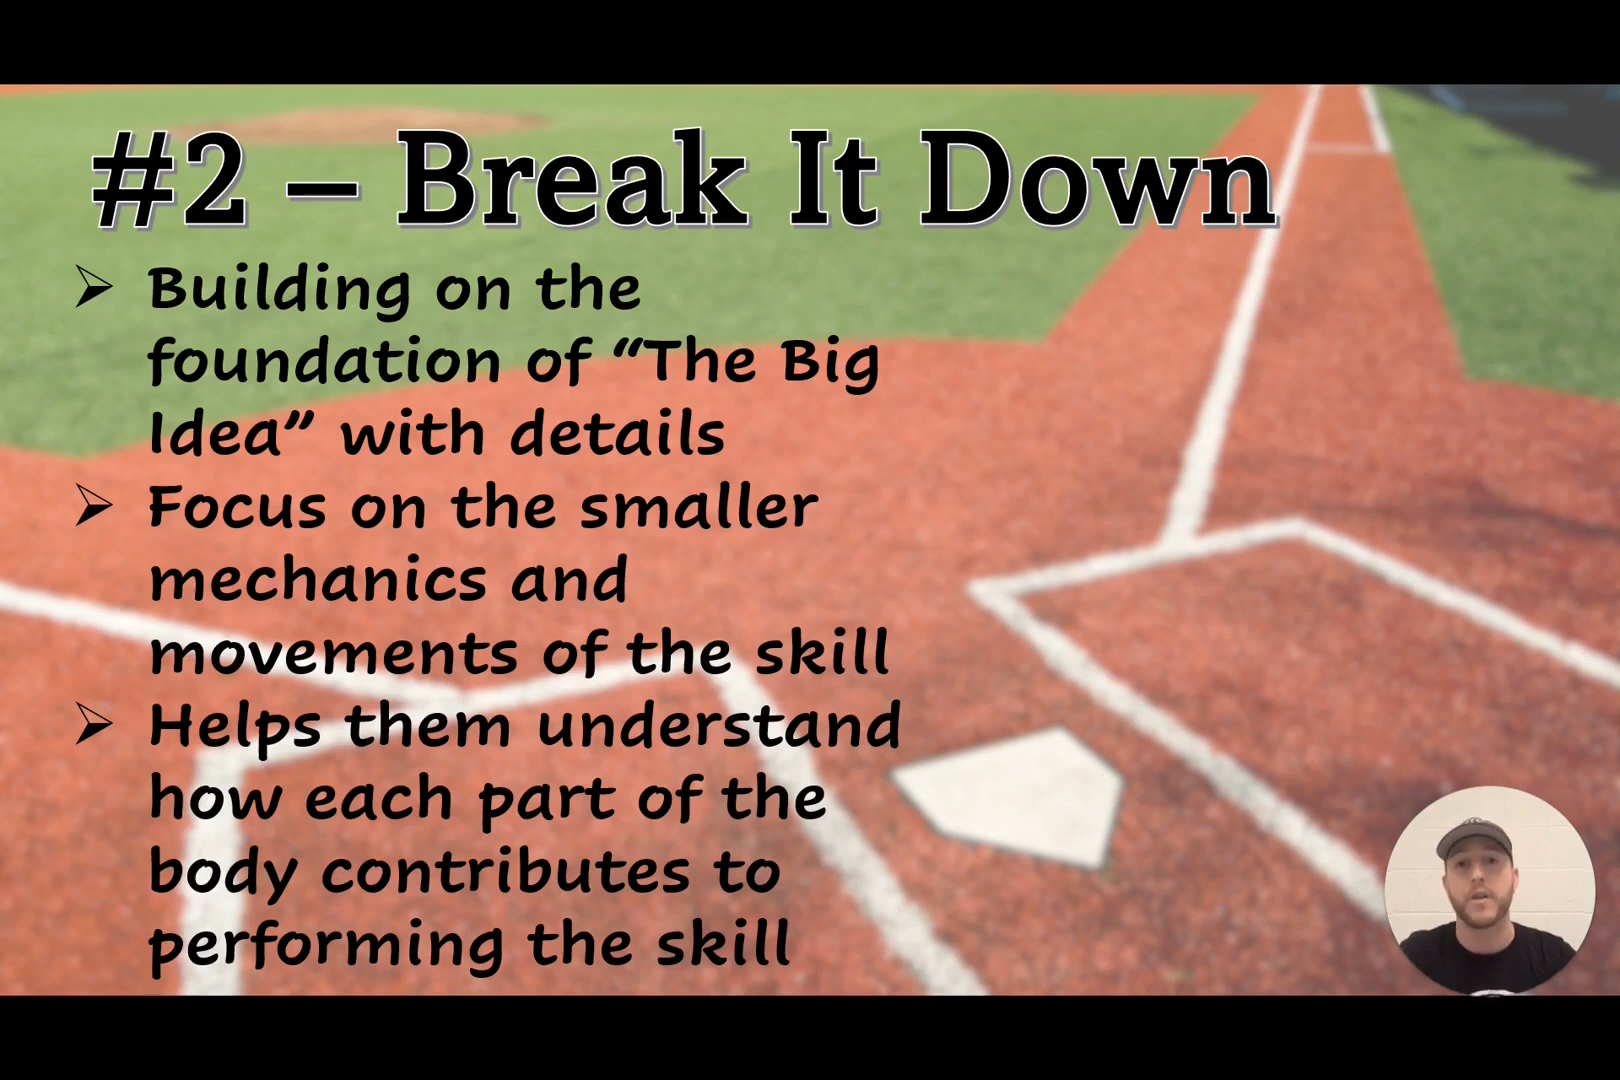 #2 – Break It Down
➢ Building on the
foundation of “The Big
Idea” with details
➢ Focus on the smaller
mechanics and
movements of the skill
➢ Helps them understand
how each part of the
body contributes to
performing the skill